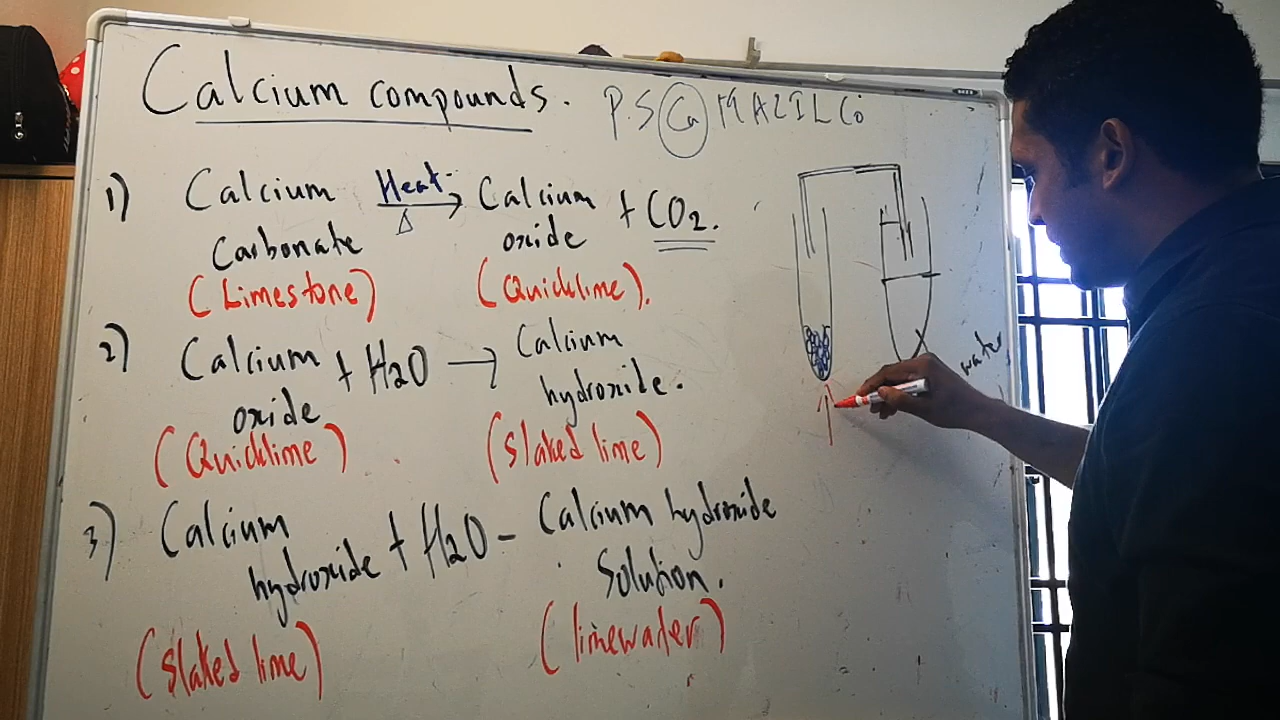 Calcium compounds.
P.S Ca MAZILCo
1) Calcium Heat Calcium + CO2.
Carbonate Δ oxide
(Limestone) (Quicklime).
2) Calcium + H2O → Calcium
oxide hydroxide.
(Quicklime) (Slaked lime)
3) Calcium + H2O - Calcium hydroxide
hydroxide Solution.
(Slaked lime) (limewater)
water